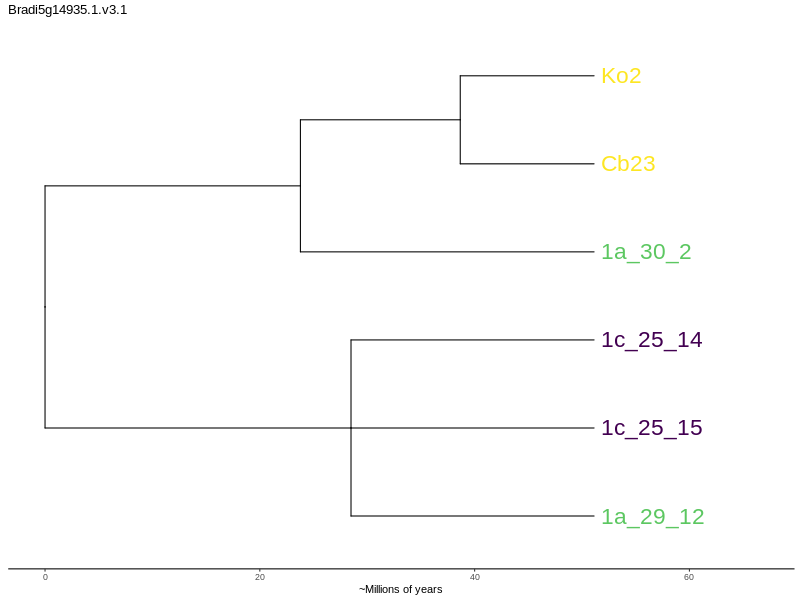 Bradi5g14935.1.v3.1
Ko2
Cb23
1a_30_2
1c_25_14
1c_25_15
1a_29_12
0 20 40 60
~Millions of years